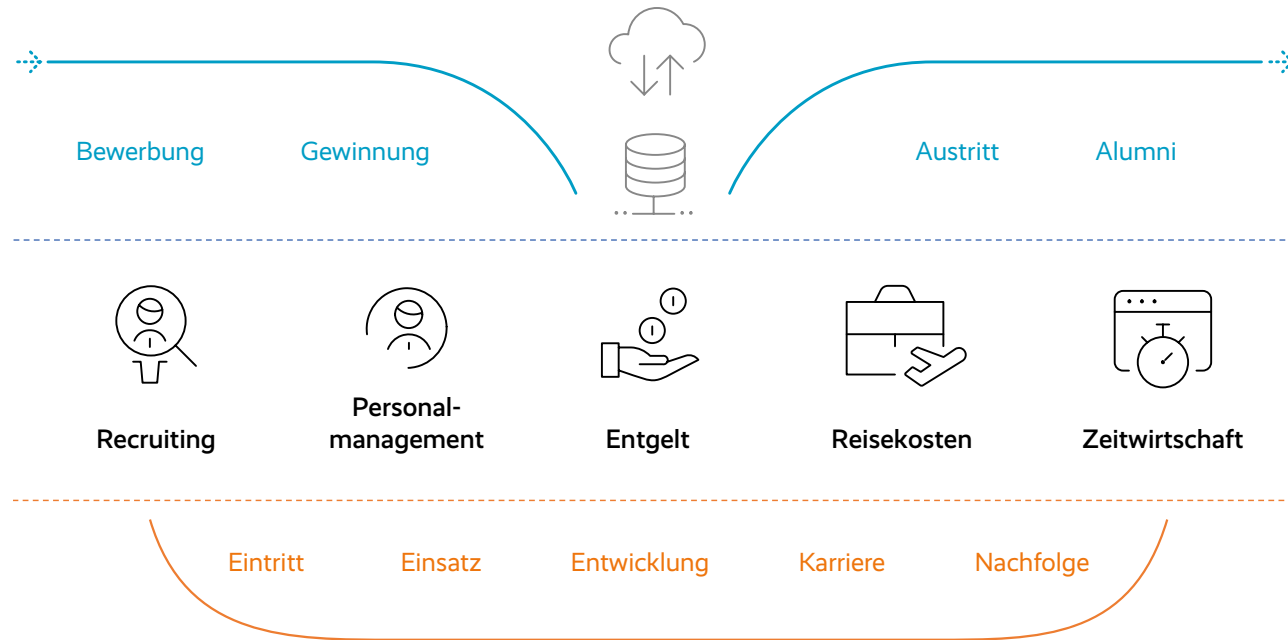 Bewerbung
Gewinnung
Austritt
Alumni
Recruiting
Personal-
management
Entgelt
Reisekosten
Zeitwirtschaft
Eintritt
Einsatz
Entwicklung
Karriere
Nachfolge